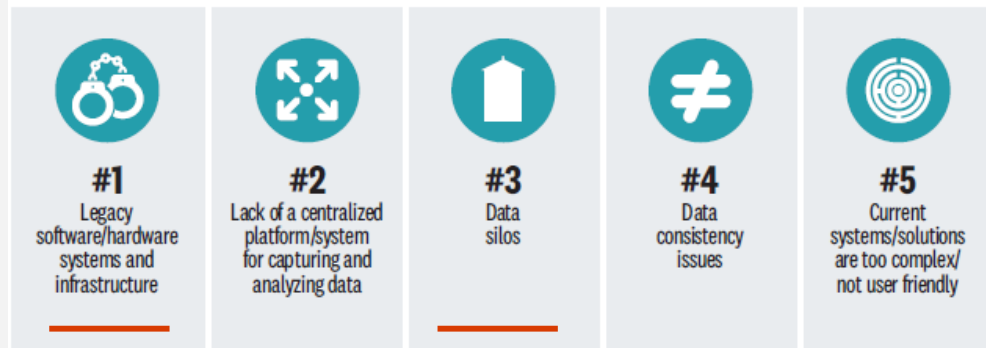 #1
Legacy
software/hardware
systems and
infrastructure
#2
Lack of a centralized
platform/system
for capturing and
analyzing data
#3
Data
silos
#4
Data
consistency
issues
#5
Current
systems/solutions
are too complex/
not user friendly